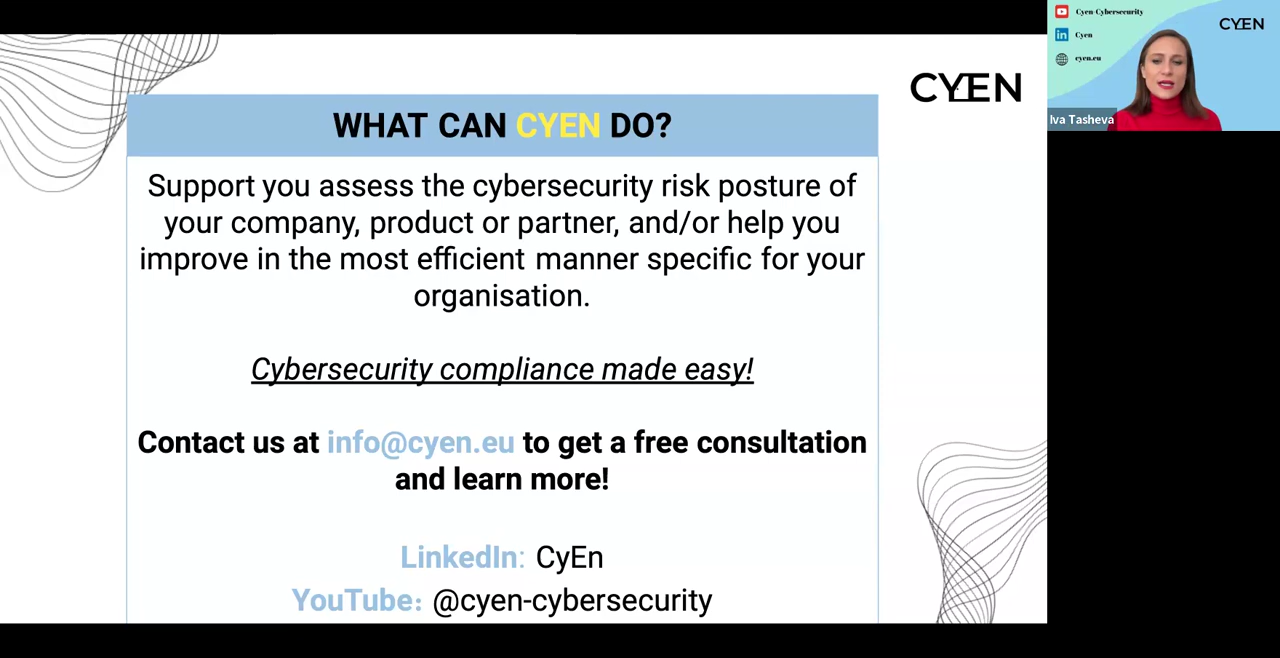 WHAT CAN CYEN DO?
Support you assess the cybersecurity risk posture of
your company, product or partner, and/or help you
improve in the most efficient manner specific for your
organisation.
Cybersecurity compliance made easy!
Contact us at info@cyen.eu to get a free consultation
and learn more!
LinkedIn: CyEn
YouTube: @cyen-cybersecurity
CYEN
Cyen-Cybersecurity
Cyen
cyen.eu
CYEN
Iva Tasheva